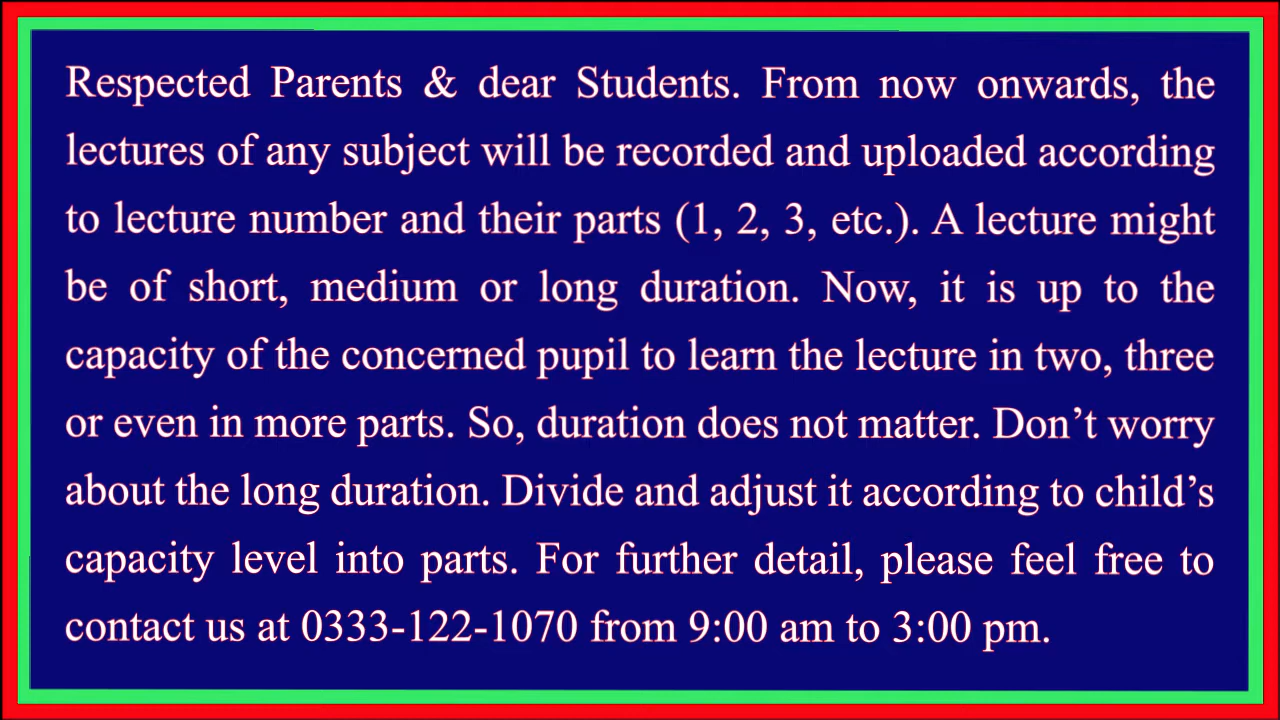 Respected Parents & dear Students. From now onwards, the
lectures of any subject will be recorded and uploaded according
to lecture number and their parts (1, 2, 3, etc.). A lecture might
be of short, medium or long duration. Now, it is up to the
capacity of the concerned pupil to learn the lecture in two, three
or even in more parts. So, duration does not matter. Don’t worry
about the long duration. Divide and adjust it according to child’s
capacity level into parts. For further detail, please feel free to
contact us at 0333-122-1070 from 9:00 am to 3:00 pm.